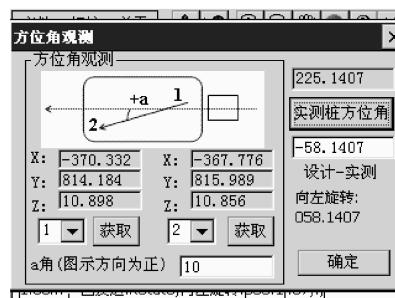 方位角观测
方位角观测
225.1407
+a 1
2
实测桩方位角
-58.1407
设计-实测
向左旋转:
058.1407
X: -370.332 X: -367.776
Y: 814.184 Y: 815.989
Z: 10.898 Z: 10.856
1 获取 2 获取
a角(图示方向为正) 10
确定